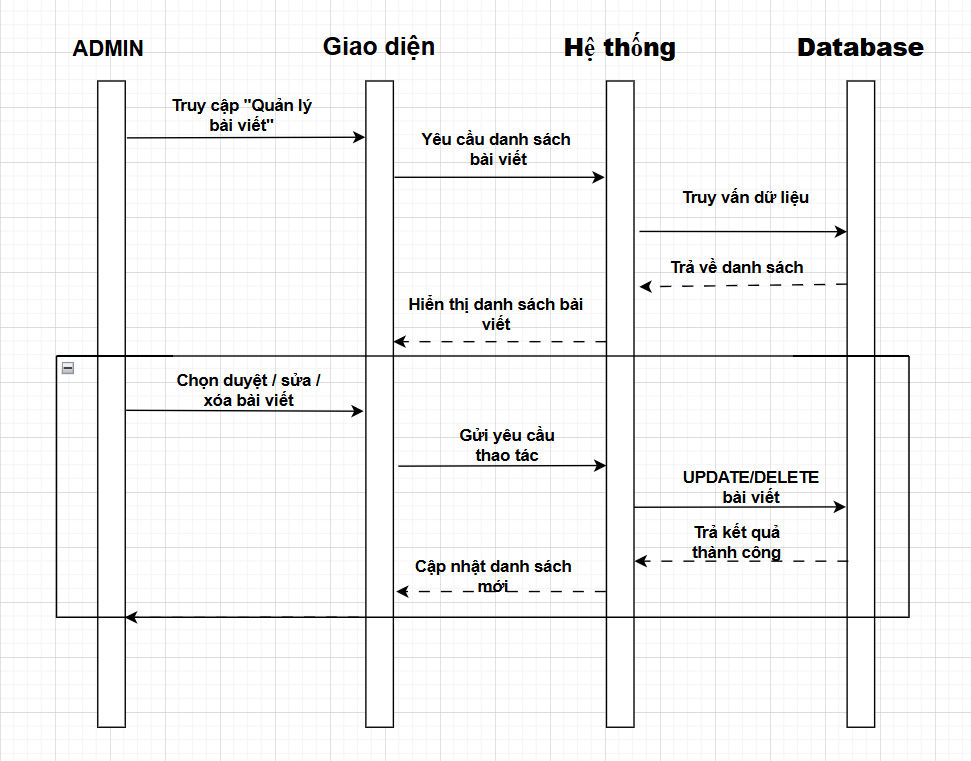 ADMIN
Giao diện
Hệ thống
Database
Truy cập "Quản lý
bài viết"
Yêu cầu danh sách
bài viết
Truy vấn dữ liệu
Trả về danh sách
Hiển thị danh sách bài
viết
Chọn duyệt / sửa /
xóa bài viết
Gửi yêu cầu
thao tác
UPDATE/DELETE
bài viết
Trả kết quả
thành công
Cập nhật danh sách
mới